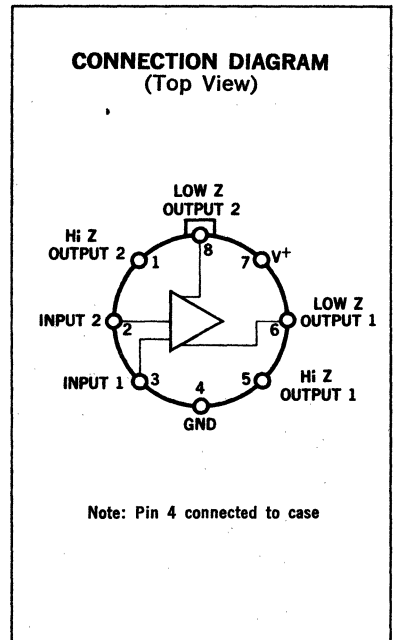 CONNECTION DIAGRAM
(Top View)
LOW Z
OUTPUT 2
8
Hi Z
OUTPUT 2
1
7
V+
INPUT 2
2
LOW Z
OUTPUT 1
6
INPUT 1
3
4
5
Hi Z
OUTPUT 1
GND
Note: Pin 4 connected to case